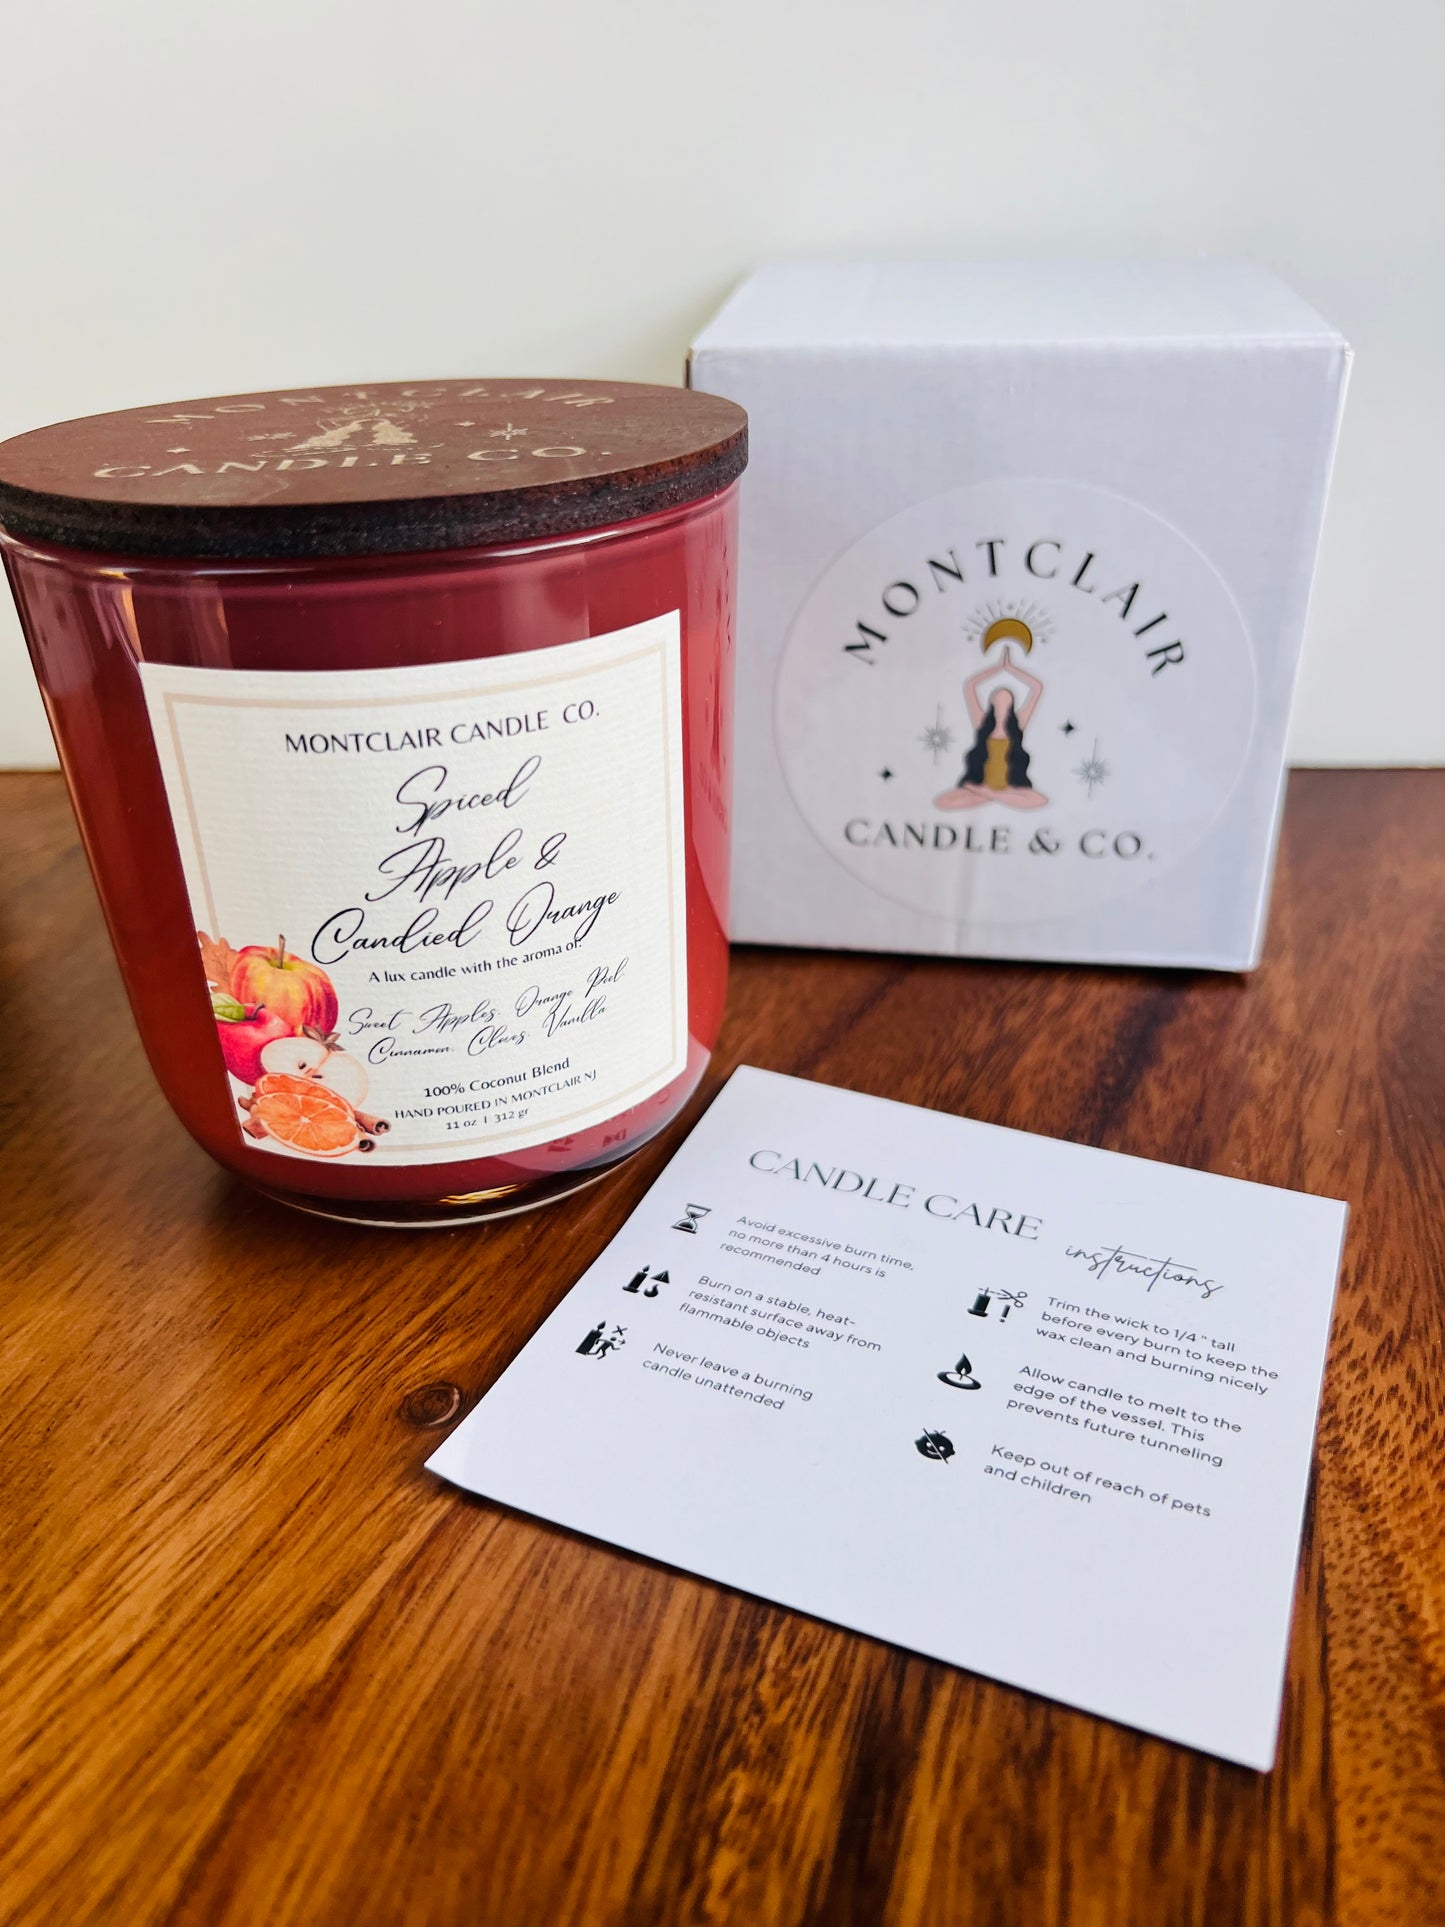 MONTCLAIR
CANDLE CO.
MONTCLAIR CANDLE CO.
Spiced
Apple &
Candied Orange
A lux candle with the aroma of:
Sweet Apples, Orange Peel,
Cinnamon, Cloves, Vanilla
100% Coconut Blend
HAND POURED IN MONTCLAIR NJ
11 oz | 312 gr
MONTCLAIR
CANDLE & CO.
CANDLE CARE
instructions
Avoid excessive burn time,
no more than 4 hours is
recommended
Burn on a stable, heat-
resistant surface away from
flammable objects
Never leave a burning
candle unattended
Trim the wick to 1/4 " tall
before every burn to keep the
wax clean and burning nicely
Allow candle to melt to the
edge of the vessel. This
prevents future tunneling
Keep out of reach of pets
and children